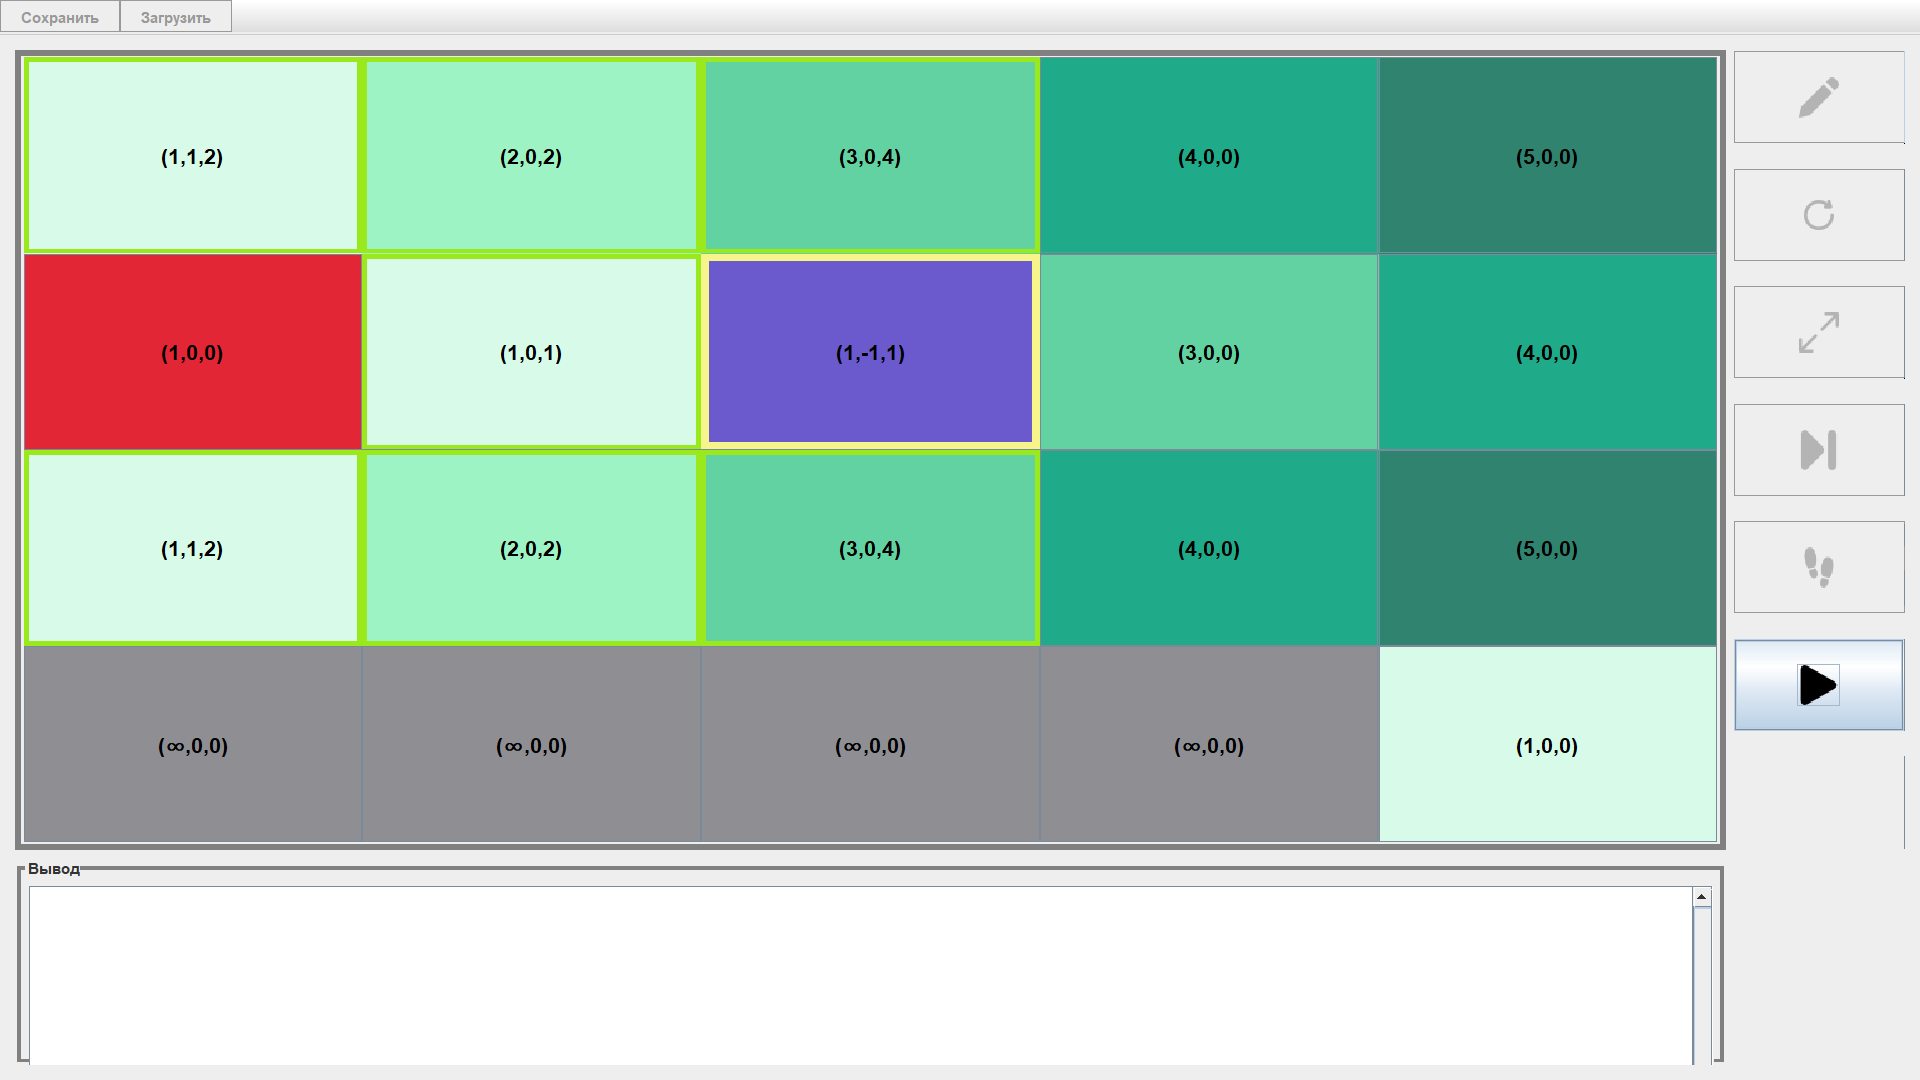 Сохранить Загрузить
(1,1,2) (2,0,2) (3,0,4) (4,0,0) (5,0,0)
(1,0,0) (1,0,1) (1,-1,1) (3,0,0) (4,0,0)
(1,1,2) (2,0,2) (3,0,4) (4,0,0) (5,0,0)
(∞,0,0) (∞,0,0) (∞,0,0) (∞,0,0) (1,0,0)
Вывод